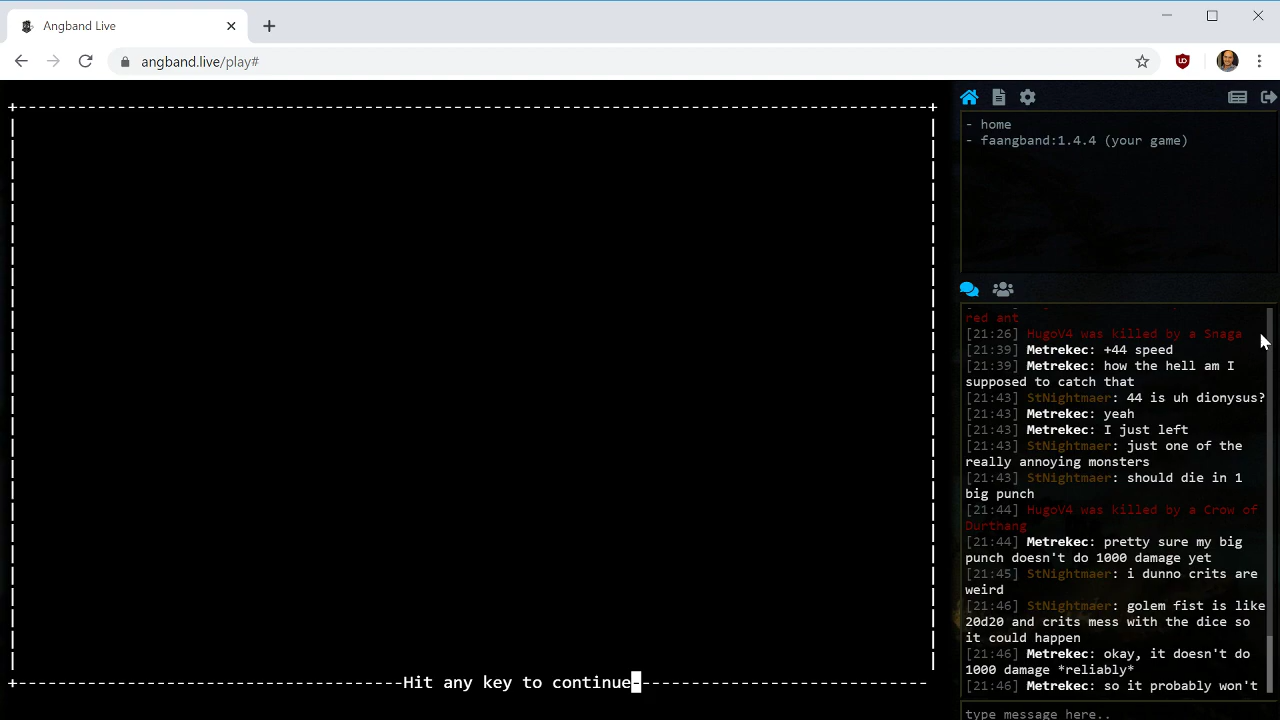 Angband Live
angband.live/play#
- home
- faangband:1.4.4 (your game)
red ant
[21:26] HugoV4 was killed by a Snaga
[21:39] Metrekec: +44 speed
[21:39] Metrekec: how the hell am I
supposed to catch that
[21:43] StNightmaer: 44 is uh dionysus?
[21:43] Metrekec: yeah
[21:43] Metrekec: I just left
[21:43] StNightmaer: just one of the
really annoying monsters
[21:43] StNightmaer: should die in 1
big punch
[21:44] HugoV4 was killed by a Crow of
Durthang
[21:44] Metrekec: pretty sure my big
punch doesn't do 1000 damage yet
[21:45] StNightmaer: i dunno crits are
weird
[21:46] StNightmaer: golem fist is like
20d20 and crits mess with the dice so
it could happen
[21:46] Metrekec: okay, it doesn't do
1000 damage *reliably*
[21:46] Metrekec: so it probably won't
Hit any key to continue
type message here..